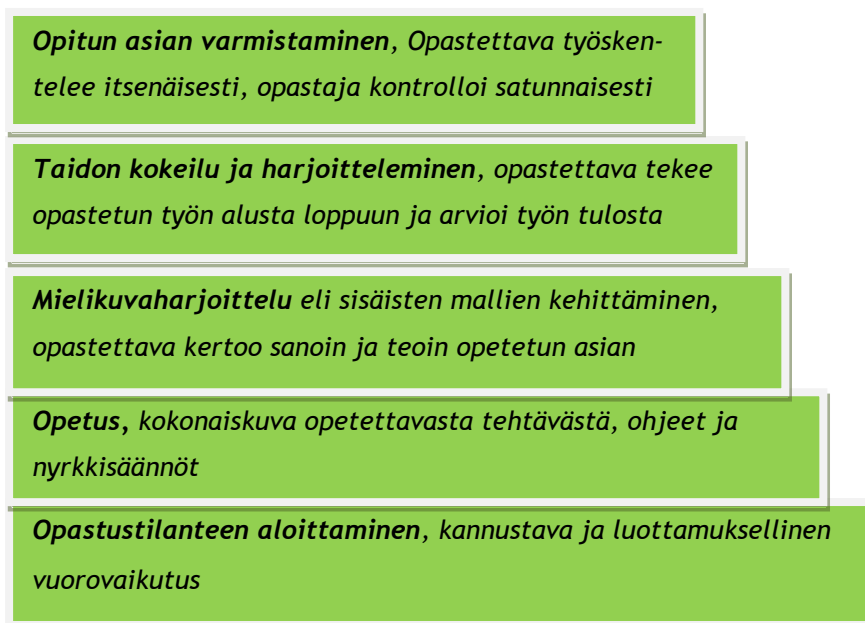 Opitun asian varmistaminen, Opastettava työsken-
telee itsenäisesti, opastaja kontrolloi satunnaisesti
Taidon kokeilu ja harjoitteleminen, opastettava tekee
opastetun työn alusta loppuun ja arvioi työn tulosta
Mielikuvaharjoittelu eli sisäisten mallien kehittäminen,
opastettava kertoo sanoin ja teoin opetetun asian
Opetus, kokonaiskuva opetettavasta tehtävästä, ohjeet ja
nyrkkisäännöt
Opastustilanteen aloittaminen, kannustava ja luottamuksellinen
vuorovaikutus